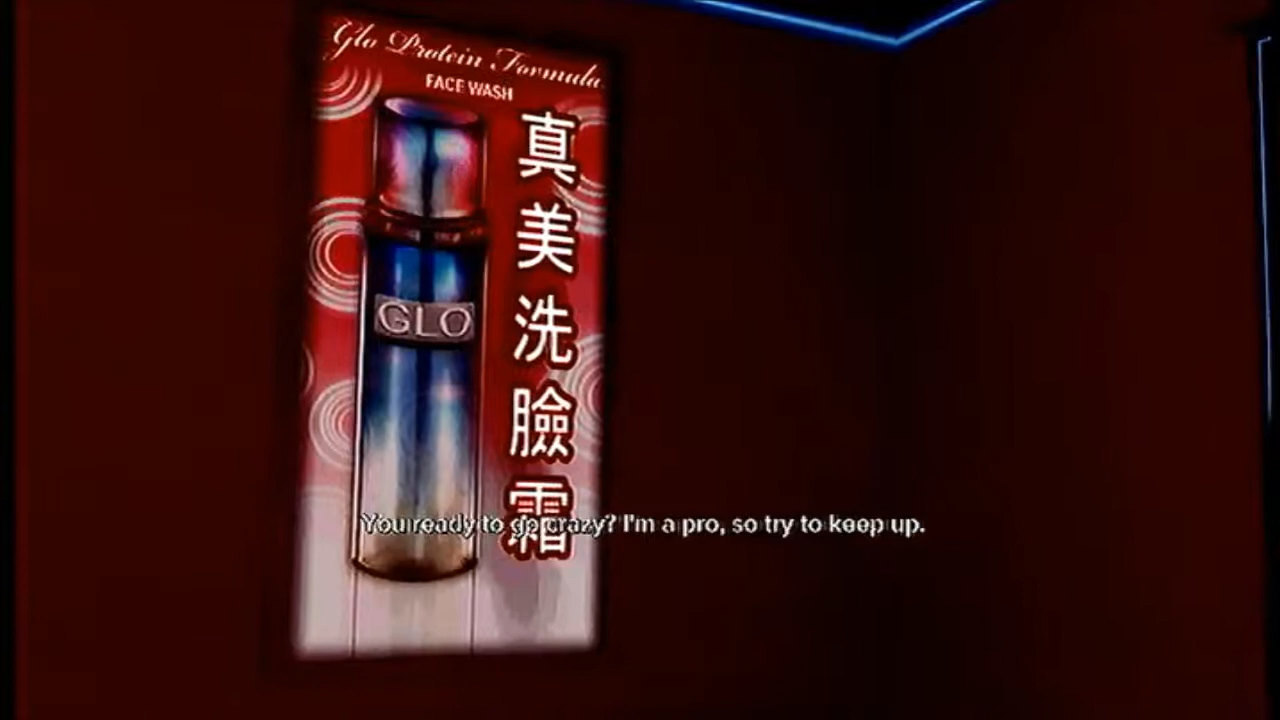 Glo Protein Formula
FACE WASH
真美洗臉霜
GLO
You ready to go crazy? I'm a pro, so try to keep up.